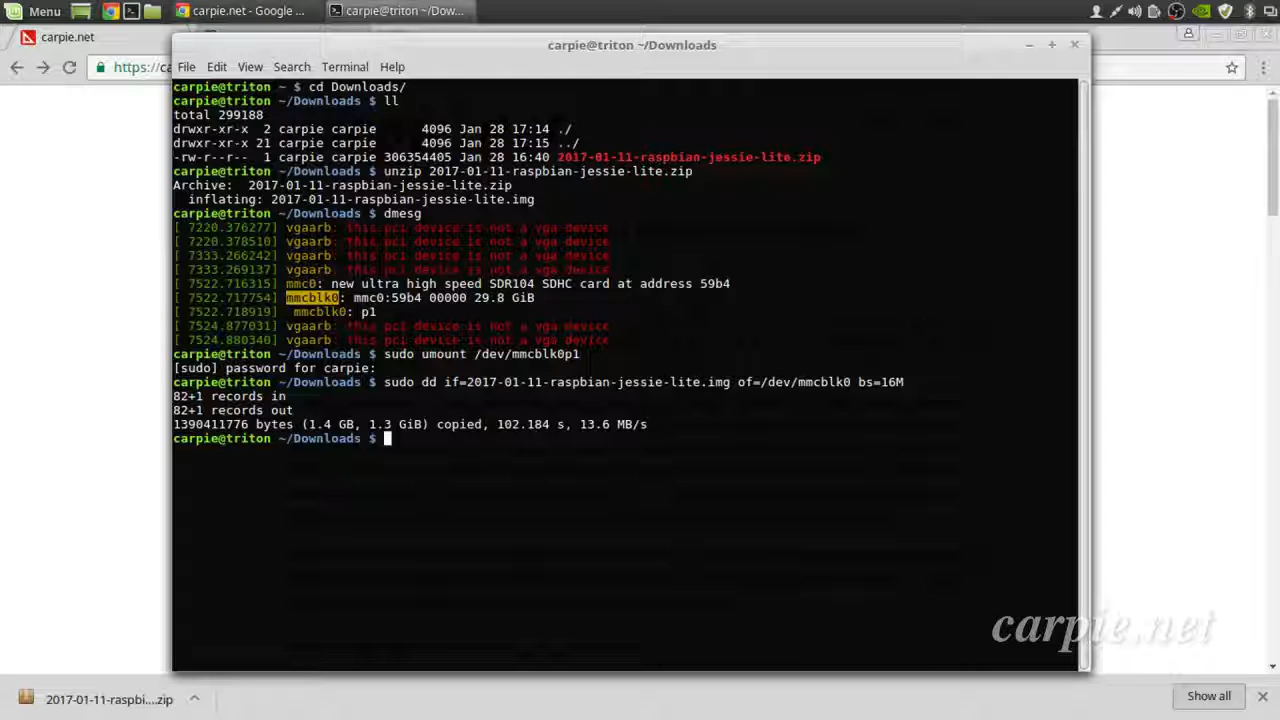 Menu
carpie.net - Google ...
carpie@triton ~/Dow...
carpie.net
https://ca
carpie@triton ~/Downloads
File Edit View Search Terminal Help
carpie@triton ~ $ cd Downloads/
carpie@triton ~/Downloads $ ll
total 299188
drwxr-xr-x  2 carpie carpie      4096 Jan 28 17:14 ./
drwxr-xr-x 21 carpie carpie      4096 Jan 28 17:15 ../
-rw-r--r--  1 carpie carpie 306354405 Jan 28 16:40 2017-01-11-raspbian-jessie-lite.zip
carpie@triton ~/Downloads $ unzip 2017-01-11-raspbian-jessie-lite.zip
Archive:  2017-01-11-raspbian-jessie-lite.zip
  inflating: 2017-01-11-raspbian-jessie-lite.img
carpie@triton ~/Downloads $ dmesg
[ 7220.376277] vgaarb: this pci device is not a vga device
[ 7220.378510] vgaarb: this pci device is not a vga device
[ 7333.266242] vgaarb: this pci device is not a vga device
[ 7333.269137] vgaarb: this pci device is not a vga device
[ 7522.716315] mmc0: new ultra high speed SDR104 SDHC card at address 59b4
[ 7522.717754] mmcblk0: mmc0:59b4 00000 29.8 GiB
[ 7522.718919]  mmcblk0: p1
[ 7524.877031] vgaarb: this pci device is not a vga device
[ 7524.880340] vgaarb: this pci device is not a vga device
carpie@triton ~/Downloads $ sudo umount /dev/mmcblk0p1
[sudo] password for carpie:
carpie@triton ~/Downloads $ sudo dd if=2017-01-11-raspbian-jessie-lite.img of=/dev/mmcblk0 bs=16M
82+1 records in
82+1 records out
1390411776 bytes (1.4 GB, 1.3 GiB) copied, 102.184 s, 13.6 MB/s
carpie@triton ~/Downloads $
carpie.net
2017-01-11-raspbi....zip
Show all